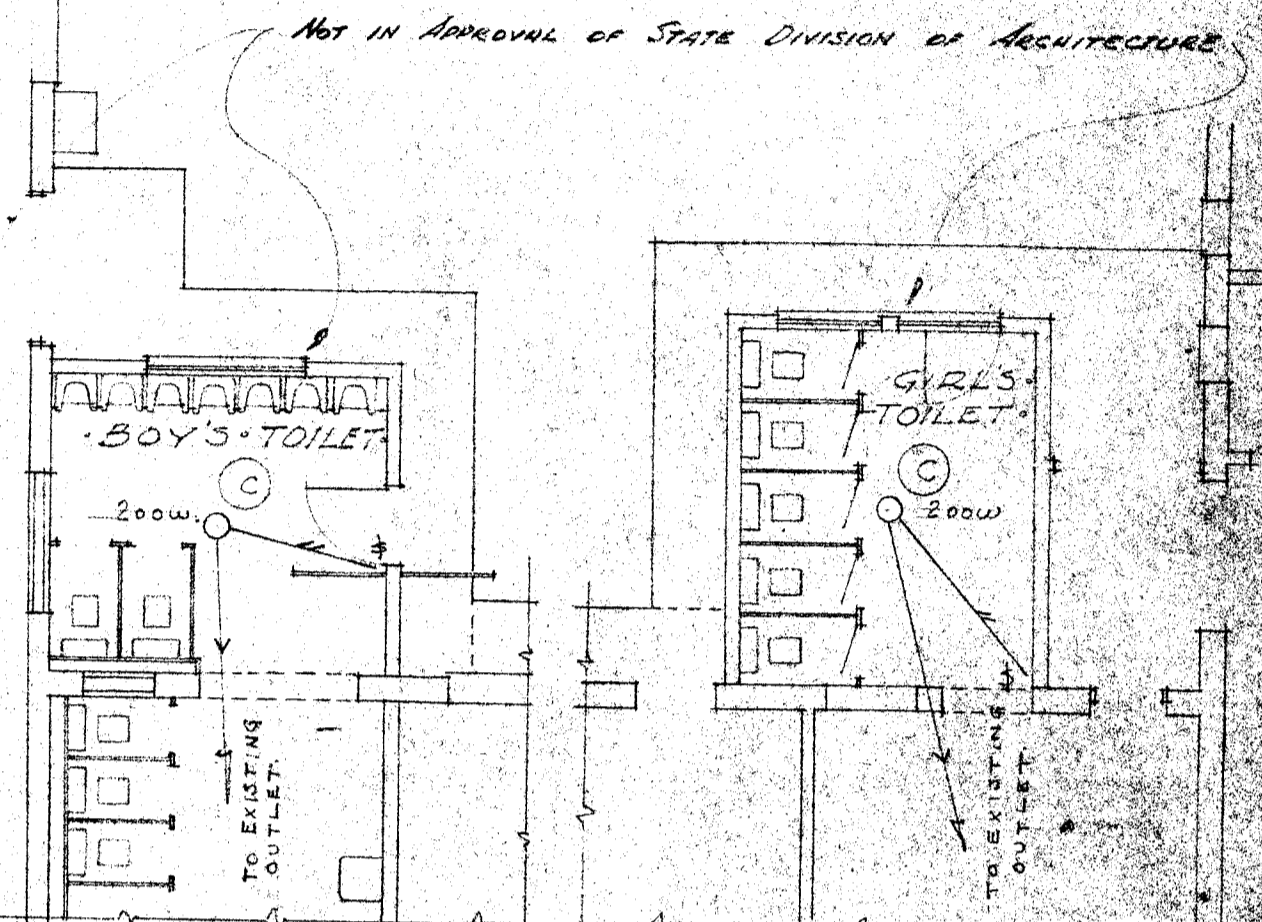 NOT IN APPROVAL OF STATE DIVISION OF ARCHITECTURE
·BOY'S·TOILET·
C
200W.
TO EXISTING
OUTLET.
GIRLS·
TOILET·
C
200W
TO EXISTING
OUTLET.